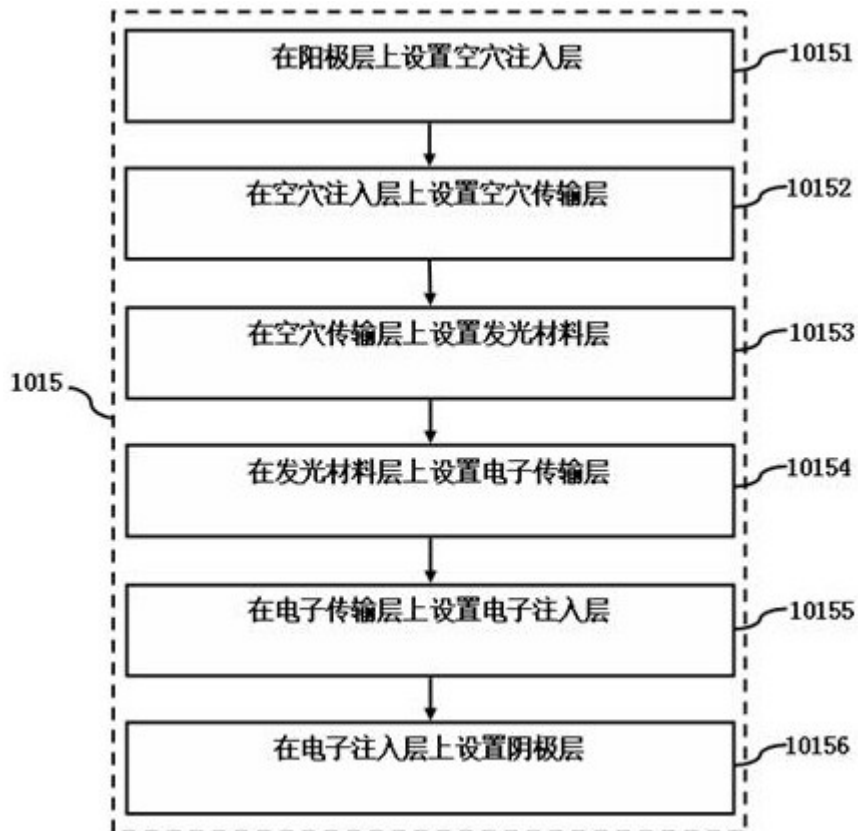 在阳极层上设置空穴注入层
10151
在空穴注入层上设置空穴传输层
10152
在空穴传输层上设置发光材料层
10153
1015
在发光材料层上设置电子传输层
10154
在电子传输层上设置电子注入层
10155
在电子注入层上设置阴极层
10156